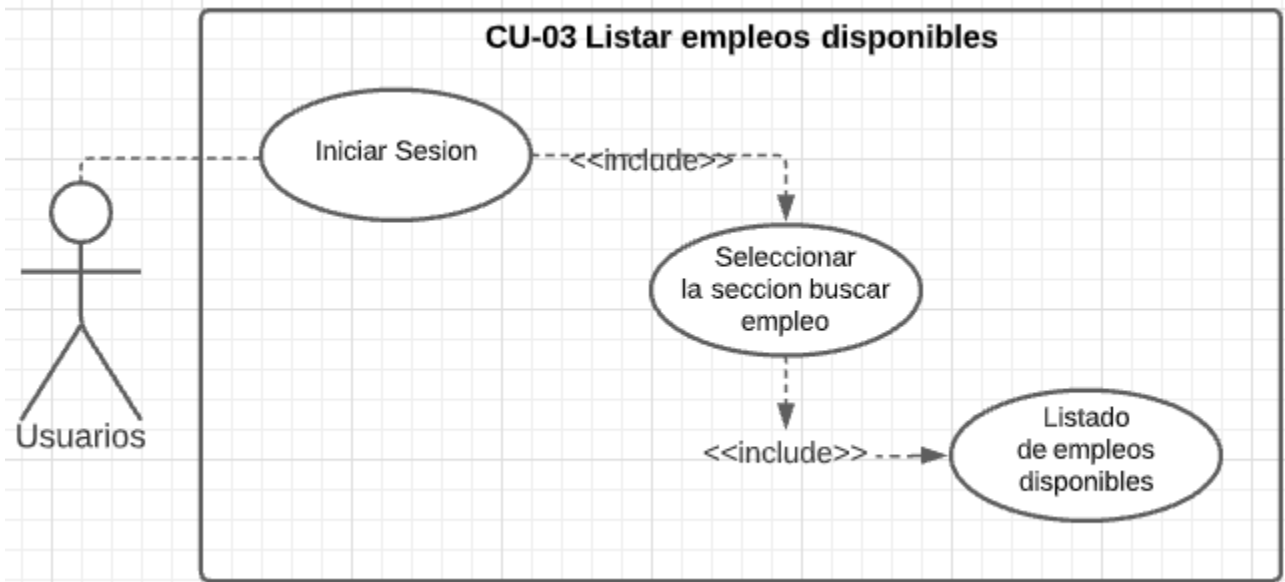 CU-03 Listar empleos disponibles
Iniciar Sesion
<<include>>
Seleccionar
la seccion buscar
empleo
Usuarios
<<include>>
Listado
de empleos
disponibles